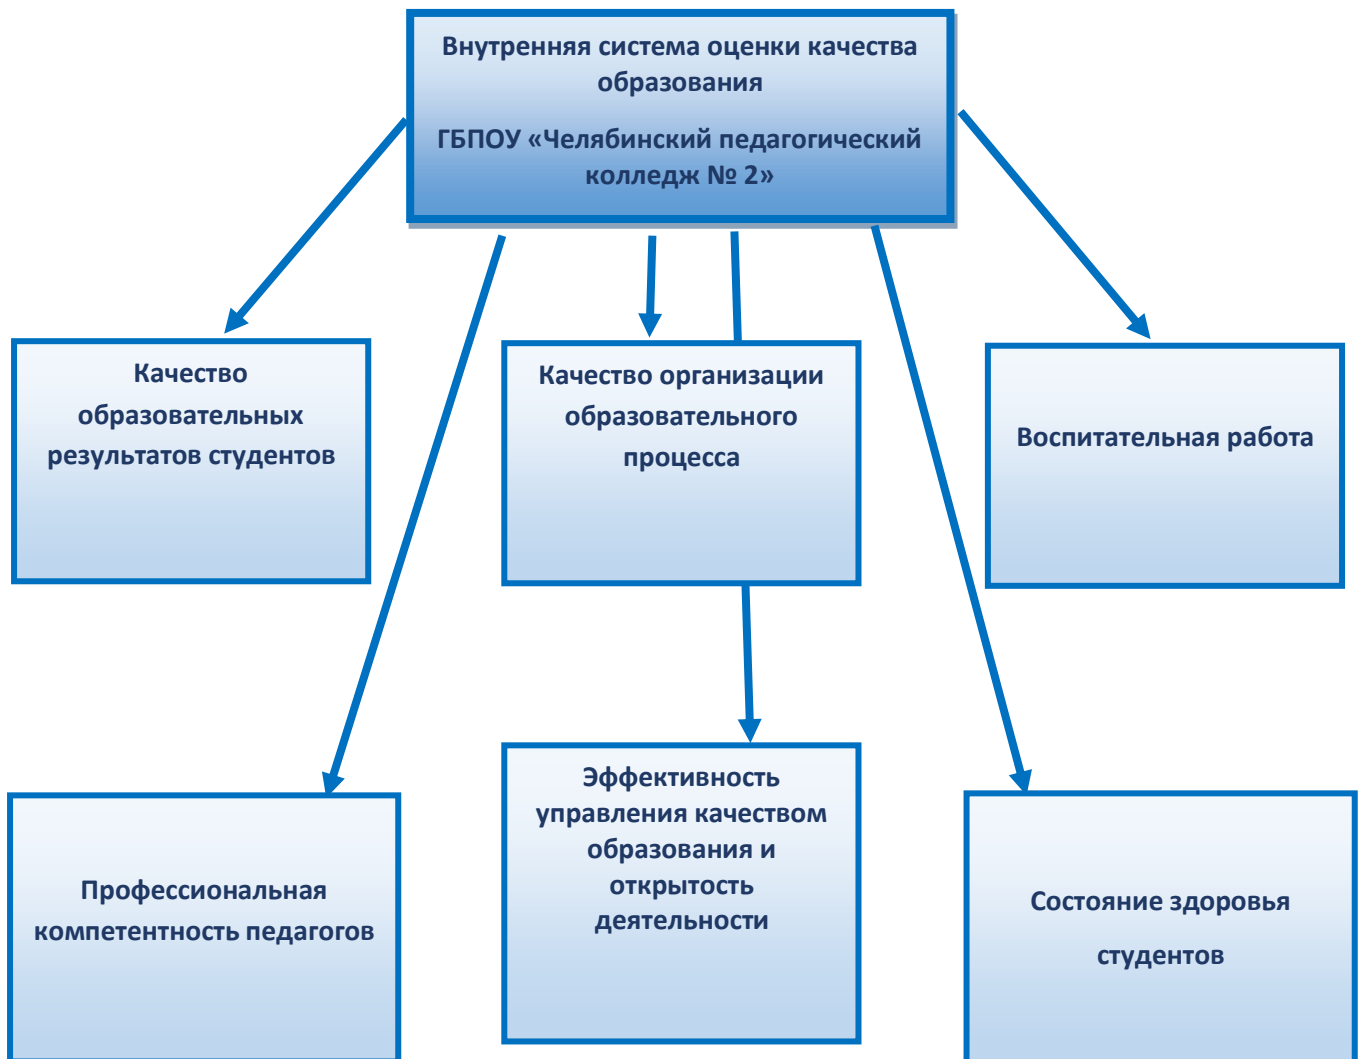 Внутренняя система оценки качества
образования
ГБПОУ «Челябинский педагогический
колледж № 2»
Качество
образовательных
результатов студентов
Качество организации
образовательного
процесса
Воспитательная работа
Профессиональная
компетентность педагогов
Эффективность
управления качеством
образования и
открытость
деятельности
Состояние здоровья
студентов